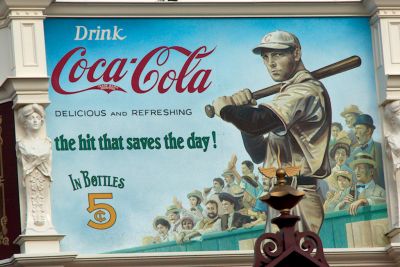 Drink
Coca-Cola
DELICIOUS AND REFRESHING
the hit that saves the day!
IN BOTTLES
5¢